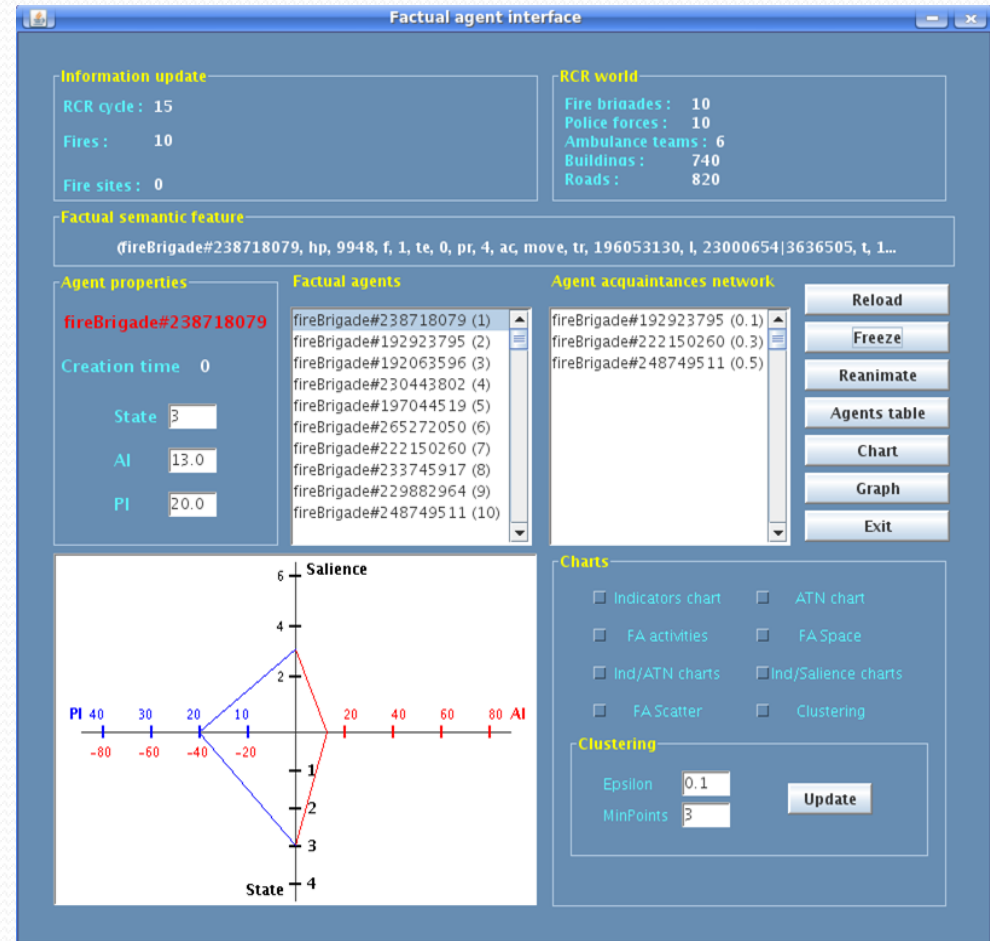 Factual agent interface
Information update
RCR cycle : 15
Fires : 10
Fire sites : 0
RCR world
Fire brigades : 10
Police forces : 10
Ambulance teams : 6
Buildings : 740
Roads : 820
Factual semantic feature
(fireBrigade#238718079, hp, 9948, f, 1, te, 0, pr, 4, ac, move, tr, 196053130, l, 23000654|3636505, t, 1...
Agent properties
fireBrigade#238718079
Creation time 0
State 3
AI 13.0
PI 20.0
Factual agents
fireBrigade#238718079 (1)
fireBrigade#192923795 (2)
fireBrigade#192063596 (3)
fireBrigade#230443802 (4)
fireBrigade#197044519 (5)
fireBrigade#265272050 (6)
fireBrigade#222150260 (7)
fireBrigade#233745917 (8)
fireBrigade#229882964 (9)
fireBrigade#248749511 (10)
Agent acquaintances network
fireBrigade#192923795 (0.1)
fireBrigade#222150260 (0.3)
fireBrigade#248749511 (0.5)
Reload
Freeze
Reanimate
Agents table
Chart
Graph
Exit
6 Salience
4
2
PI 40 30 20 10 20 40 60 80 AI
-80 -60 -40 -20
1
2
3
State 4
Charts
Indicators chart ATN chart
FA activities FA Space
Ind/ATN charts Ind/Salience charts
FA Scatter Clustering
Clustering
Epsilon 0.1
MinPoints 3
Update